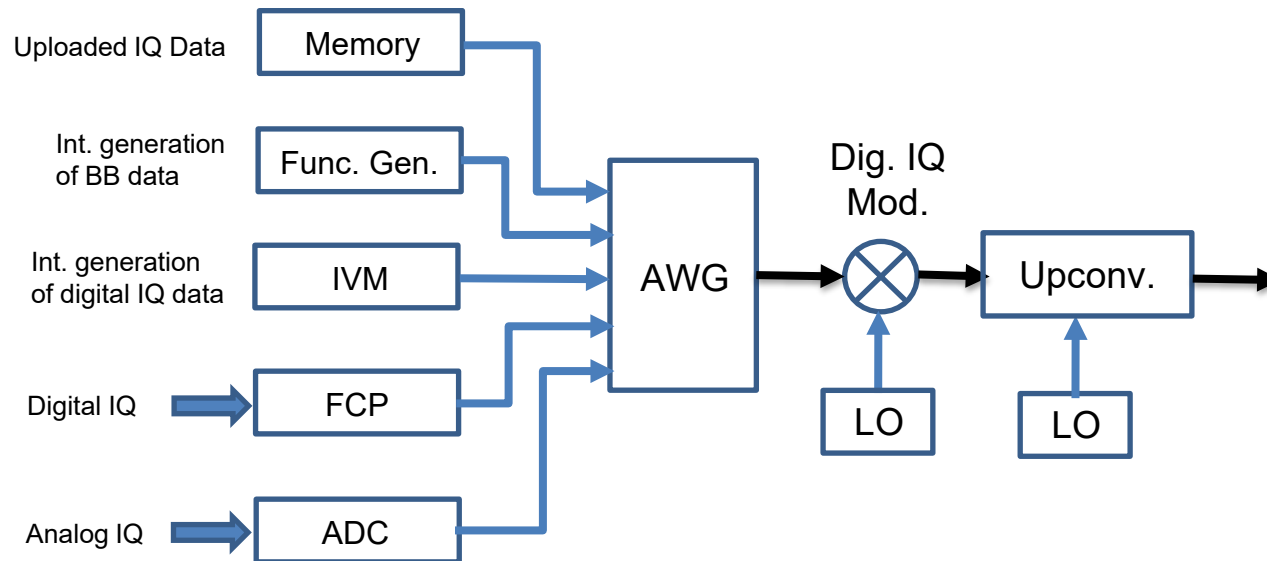 Uploaded IQ Data
Memory
Int. generation
of BB data
Func. Gen.
Int. generation
of digital IQ data
IVM
Digital IQ
FCP
Analog IQ
ADC
AWG
Dig. IQ
Mod.
LO
Upconv.
LO